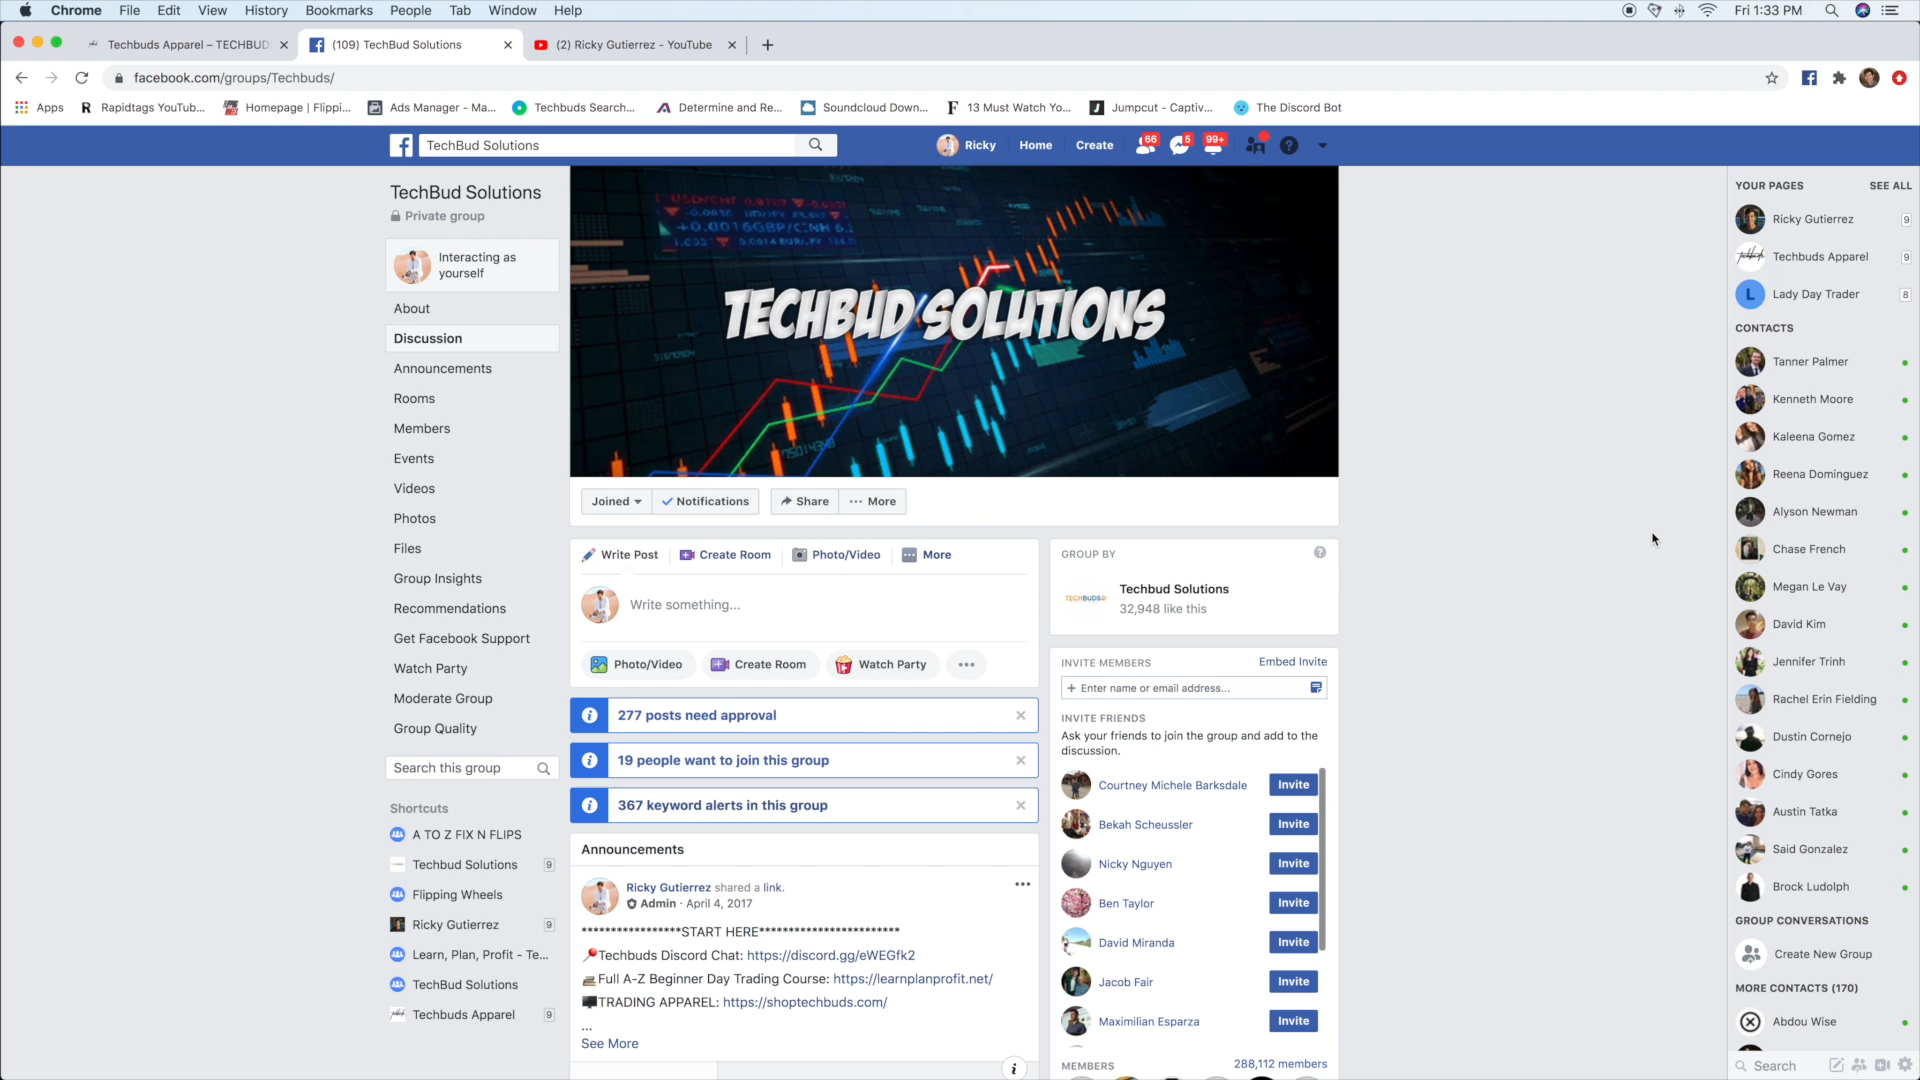 Chrome File Edit View History Bookmarks People Tab Window Help
Fri 1:33 PM
Techbuds Apparel – TECHBUD
(109) TechBud Solutions
(2) Ricky Gutierrez - YouTube
facebook.com/groups/Techbuds/
Apps
Rapidtags YouTub...
Homepage | Flippi...
Ads Manager - Ma...
Techbuds Search...
Determine and Re...
Soundcloud Down...
13 Must Watch Yo...
Jumpcut - Captiv...
The Discord Bot
TechBud Solutions
Ricky
Home
Create
66
5
99+
TechBud Solutions
Private group
Interacting as
yourself
About
Discussion
Announcements
Rooms
Members
Events
Videos
Photos
Files
Group Insights
Recommendations
Get Facebook Support
Watch Party
Moderate Group
Group Quality
Search this group
Shortcuts
A TO Z FIX N FLIPS
Techbud Solutions 9
Flipping Wheels
Ricky Gutierrez 9
Learn, Plan, Profit - Te...
TechBud Solutions
Techbuds Apparel 9
TECHBUD SOLUTIONS
Joined
Notifications
Share
More
Write Post
Create Room
Photo/Video
More
Write something...
Photo/Video
Create Room
Watch Party
277 posts need approval
19 people want to join this group
367 keyword alerts in this group
Announcements
Ricky Gutierrez shared a link.
Admin · April 4, 2017
*****************START HERE************************
Techbuds Discord Chat: https://discord.gg/eWEGfk2
Full A-Z Beginner Day Trading Course: https://learnplanprofit.net/
TRADING APPAREL: https://shoptechbuds.com/
...
See More
GROUP BY
TECHBUDS
Techbud Solutions
32,948 like this
INVITE MEMBERS
Embed Invite
+ Enter name or email address...
INVITE FRIENDS
Ask your friends to join the group and add to the
discussion.
Courtney Michele Barksdale Invite
Bekah Scheussler Invite
Nicky Nguyen Invite
Ben Taylor Invite
David Miranda Invite
Jacob Fair Invite
Maximilian Esparza Invite
MEMBERS
288,112 members
YOUR PAGES
SEE ALL
Ricky Gutierrez 9
Techbuds Apparel 9
L Lady Day Trader 8
CONTACTS
Tanner Palmer
Kenneth Moore
Kaleena Gomez
Reena Dominguez
Alyson Newman
Chase French
Megan Le Vay
David Kim
Jennifer Trinh
Rachel Erin Fielding
Dustin Cornejo
Cindy Gores
Austin Tatka
Said Gonzalez
Brock Ludolph
GROUP CONVERSATIONS
Create New Group
MORE CONTACTS (170)
Abdou Wise
Search